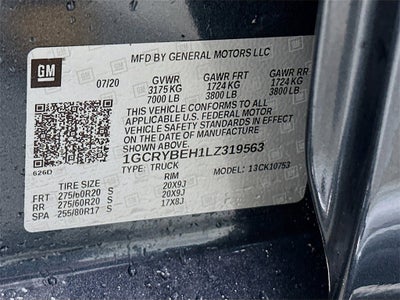 MFD BY GENERAL MOTORS LLC
GM
07/20 GVWR GAWR FRT GAWR RR
3175 KG 1724 KG 1724 KG
7000 LB 3800 LB 3800 LB
THIS VEHICLE CONFORMS TO ALL
APPLICABLE U.S. FEDERAL MOTOR
VEHICLE SAFETY STANDARDS IN EFFECT
ON THE DATE OF MANUFACTURE
SHOWN ABOVE.
626D 1GCRYBEH1LZ319563
TYPE: TRUCK MODEL: 13CK10753
TIRE SIZE RIM
FRT 275/60R20 S 20X9J
RR 275/60R20 S 20X9J
SPA 255/80R17 S 17X8J